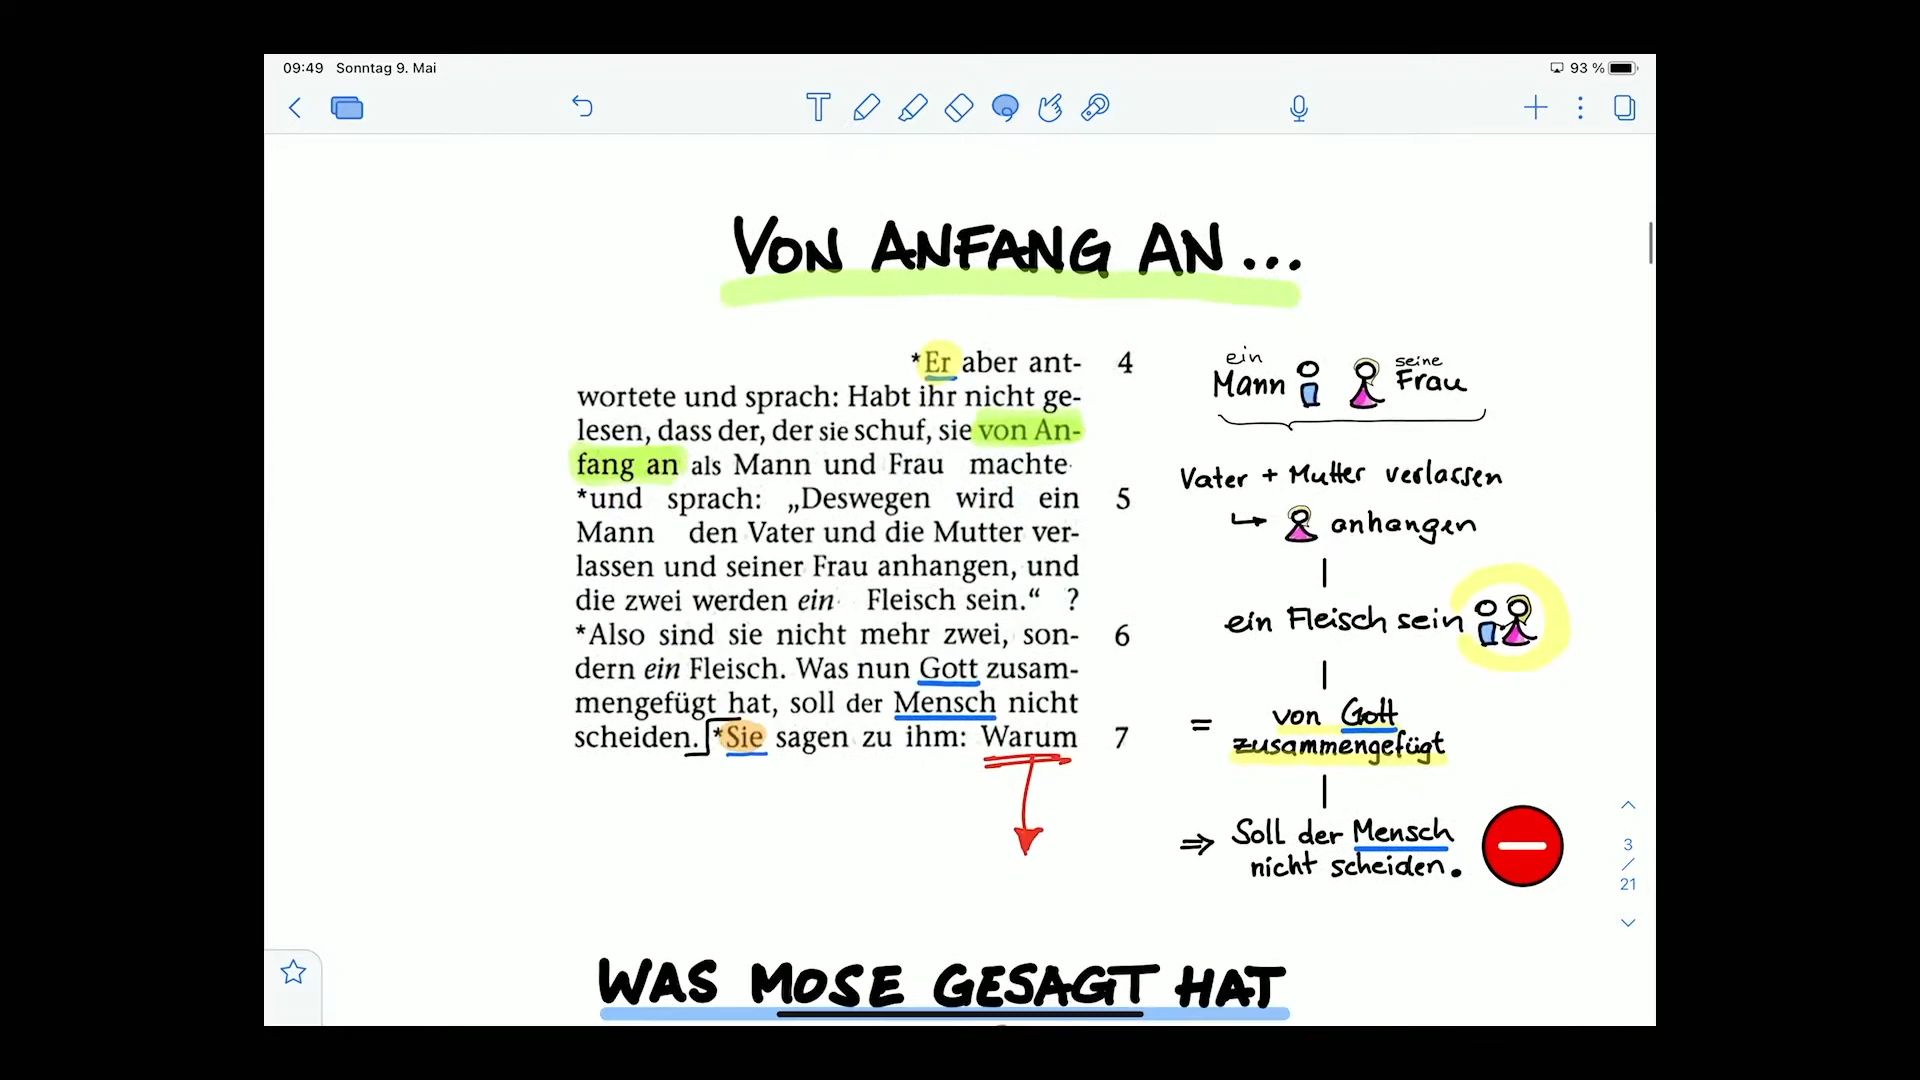 09:49 Sonntag 9. Mai
93 %
VON ANFANG AN...
*Er aber ant- 4
wortete und sprach: Habt ihr nicht ge-
lesen, dass der, der sie schuf, sie von An-
fang an als Mann und Frau machte
*und sprach: „Deswegen wird ein 5
Mann den Vater und die Mutter ver-
lassen und seiner Frau anhangen, und
die zwei werden ein Fleisch sein.“ ?
*Also sind sie nicht mehr zwei, son- 6
dern ein Fleisch. Was nun Gott zusam-
mengefügt hat, soll der Mensch nicht
scheiden. *Sie sagen zu ihm: Warum 7
ein Mann
seine Frau
Vater + Mutter verlassen
anhangen
ein Fleisch sein
= von Gott
zusammengefügt
⇒ Soll der Mensch
nicht scheiden.
3
/
21
WAS MOSE GESAGT HAT